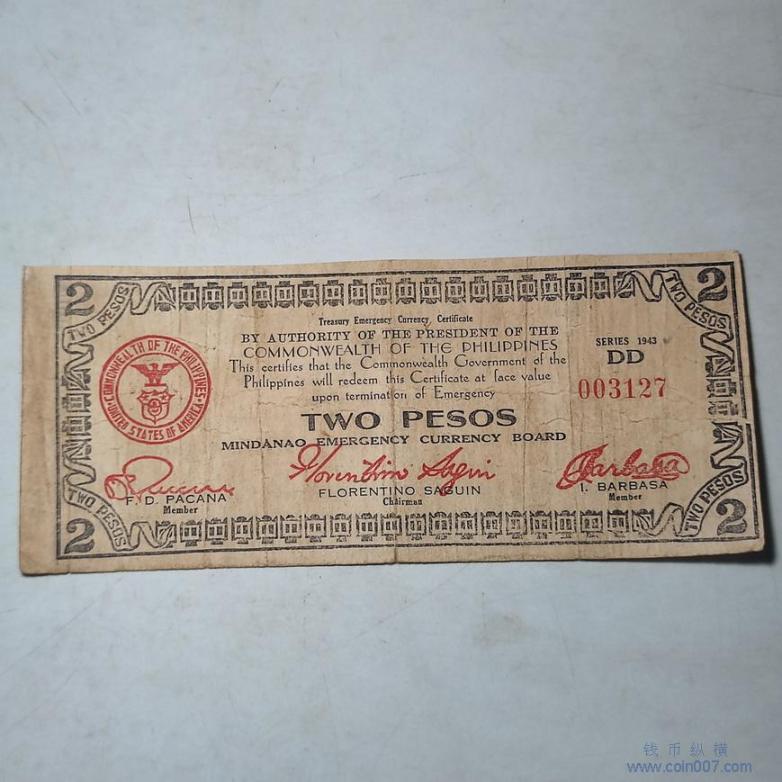 2
2
TWO PESOS
TWO PESOS
Treasury Emergency Currency Certificate
BY AUTHORITY OF THE PRESIDENT OF THE
COMMONWEALTH OF THE PHILIPPINES
This certifies that the Commonwealth Government of the
Philippines will redeem this Certificate at face value
upon termination of Emergency
SERIES 1943
DD
003127
COMMONWEALTH OF THE PHILIPPINES
UNITED STATES OF AMERICA
TWO PESOS
MINDANAO EMERGENCY CURRENCY BOARD
Florentino Saguin
I Barbasa
F. D. PACANA
Member
FLORENTINO SAGUIN
Chairman
I. BARBASA
Member
TWO PESOS
TWO PESOS
2
2
钱币纵横
www.coin007.com